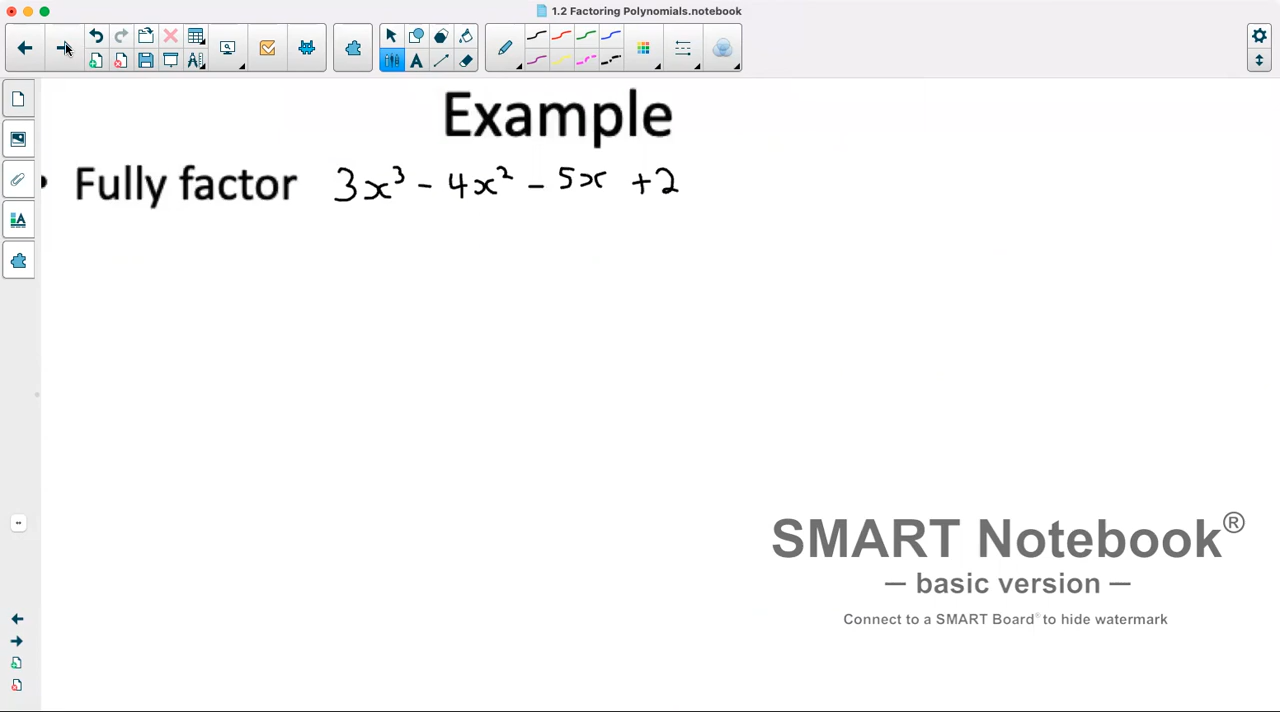 1.2 Factoring Polynomials.notebook
Example
• Fully factor 3x³ - 4x² - 5x + 2
SMART Notebook®
— basic version —
Connect to a SMART Board® to hide watermark